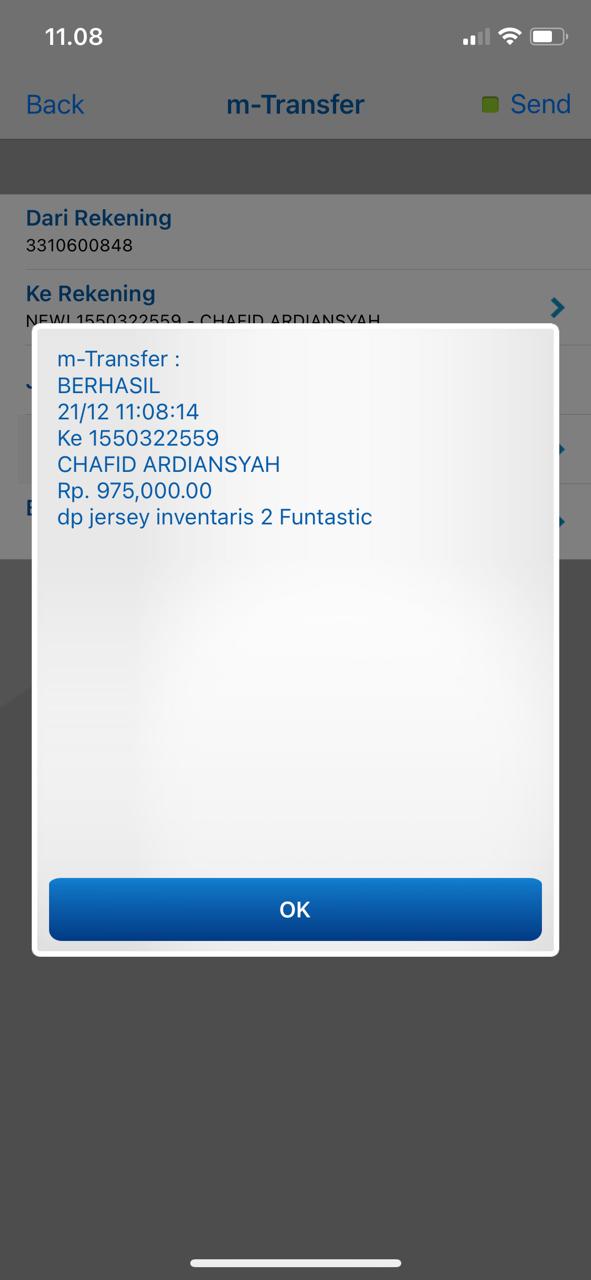 11.08
Back
m-Transfer
Send
Dari Rekening
3310600848
Ke Rekening
NEW! 1550322559 - CHAFID ARDIANSYAH
m-Transfer :
BERHASIL
21/12 11:08:14
Ke 1550322559
CHAFID ARDIANSYAH
Rp. 975,000.00
dp jersey inventaris 2 Funtastic
OK